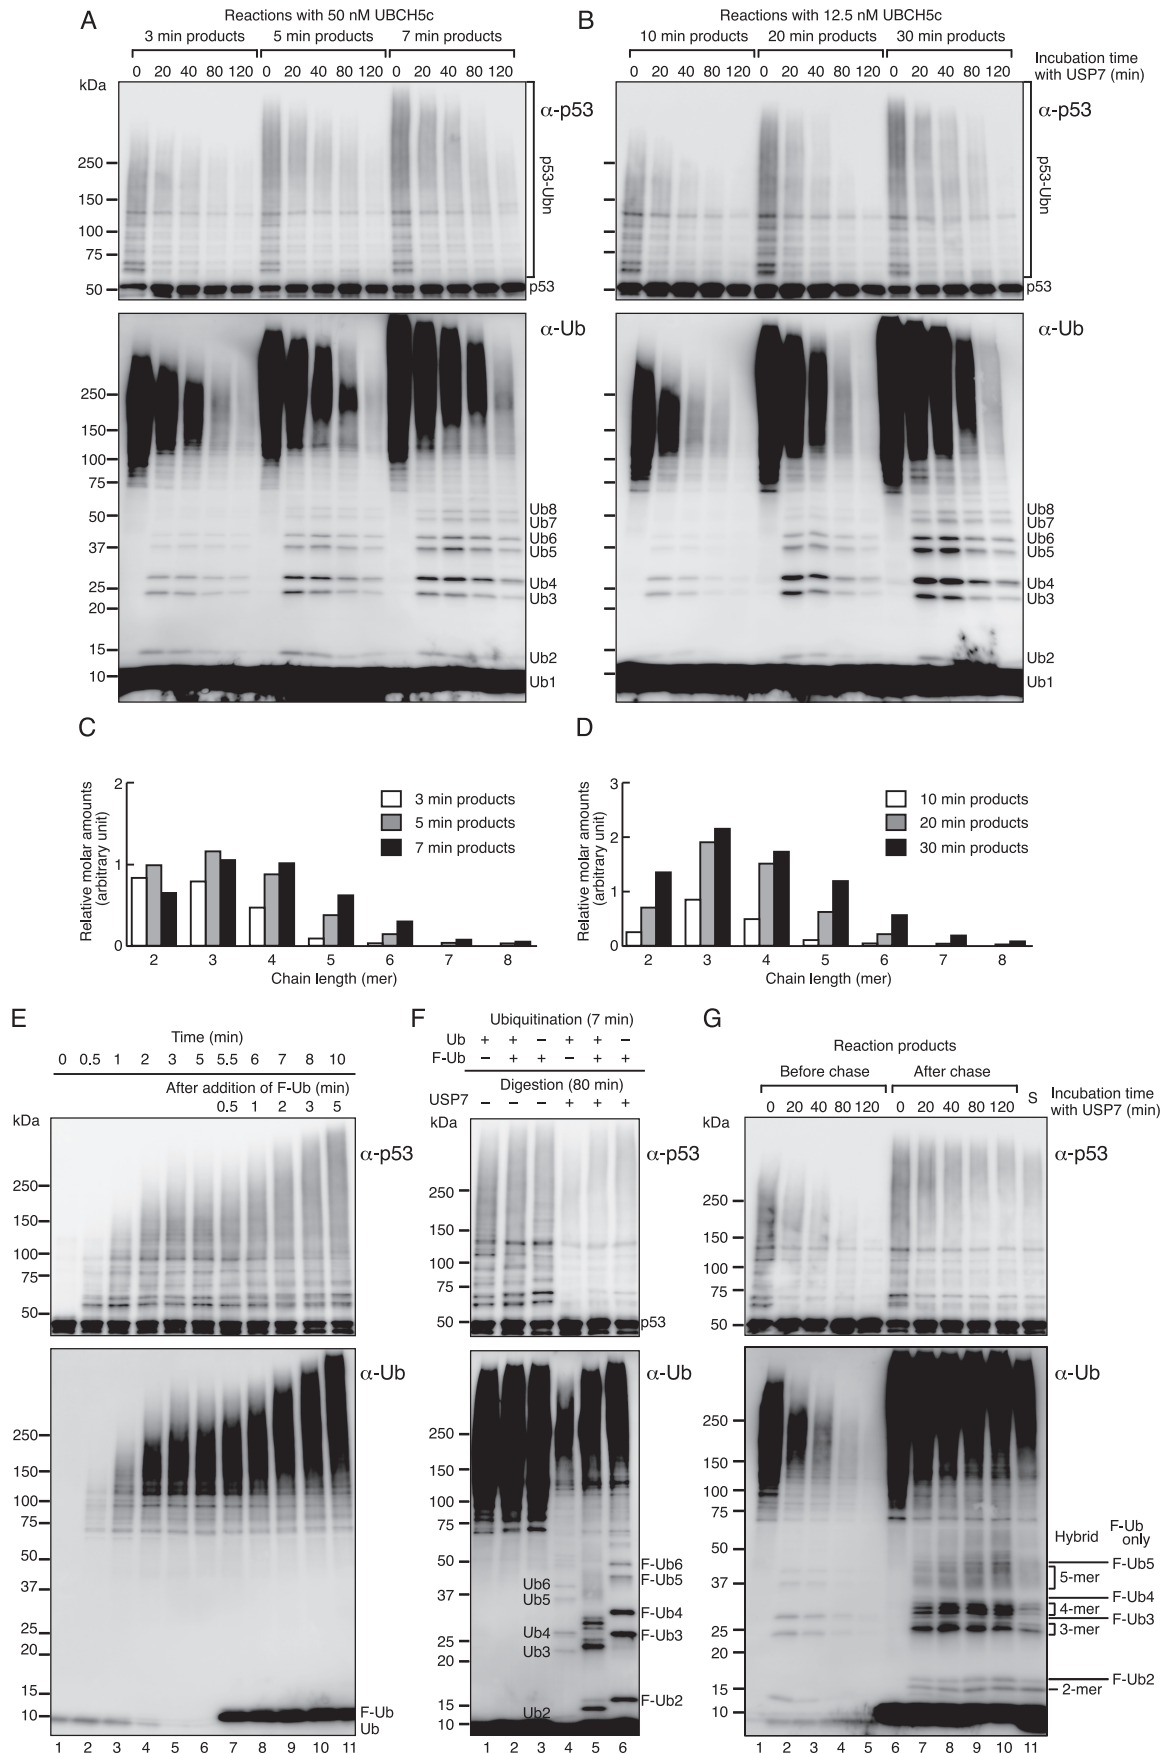 A
Reactions with 50 nM UBCH5c
3 min products 5 min products 7 min products
0 20 40 80 120 0 20 40 80 120 0 20 40 80 120
kDa
250
150
100
75
50
α-p53
p53-Ubn
p53
α-Ub
250
150
100
75
50
37
25
20
15
10
Ub8
Ub7
Ub6
Ub5
Ub4
Ub3
Ub2
Ub1
B
Reactions with 12.5 nM UBCH5c
10 min products 20 min products 30 min products
0 20 40 80 120 0 20 40 80 120 0 20 40 80 120
Incubation time
with USP7 (min)
α-p53
p53-Ubn
p53
α-Ub
Ub8
Ub7
Ub6
Ub5
Ub4
Ub3
Ub2
Ub1
C
Relative molar amounts
(arbitrary unit)
2
1
0
3 min products
5 min products
7 min products
2 3 4 5 6 7 8
Chain length (mer)
D
Relative molar amounts
(arbitrary unit)
3
2
1
0
10 min products
20 min products
30 min products
2 3 4 5 6 7 8
Chain length (mer)
E
Time (min)
0 0.5 1 2 3 5 5.5 6 7 8 10
After addition of F-Ub (min)
0.5 1 2 3 5
kDa
250
150
100
75
50
α-p53
α-Ub
250
150
100
75
50
37
25
20
15
10
F-Ub
Ub
1 2 3 4 5 6 7 8 9 10 11
F
Ubiquitination (7 min)
Ub + + − + + −
F-Ub − + + − + +
Digestion (80 min)
USP7 − − − + + +
kDa
250
150
100
75
50
α-p53
p53
α-Ub
250
150
100
75
50
37
25
20
15
10
Ub6
Ub5
Ub4
Ub3
Ub2
F-Ub6
F-Ub5
F-Ub4
F-Ub3
F-Ub2
1 2 3 4 5 6
G
Reaction products
Before chase After chase
0 20 40 80 120 0 20 40 80 120 S
Incubation time
with USP7 (min)
kDa
250
150
100
75
50
α-p53
α-Ub
250
150
100
75
50
37
25
20
15
10
Hybrid
F-Ub
only
F-Ub5
5-mer
F-Ub4
4-mer
F-Ub3
3-mer
F-Ub2
2-mer
1 2 3 4 5 6 7 8 9 10 11